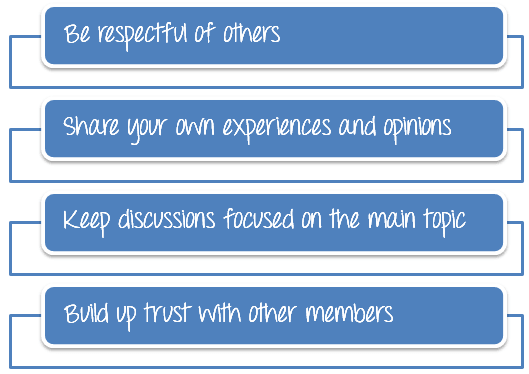 Be respectful of others
Share your own experiences and opinions
Keep discussions focused on the main topic
Build up trust with other members